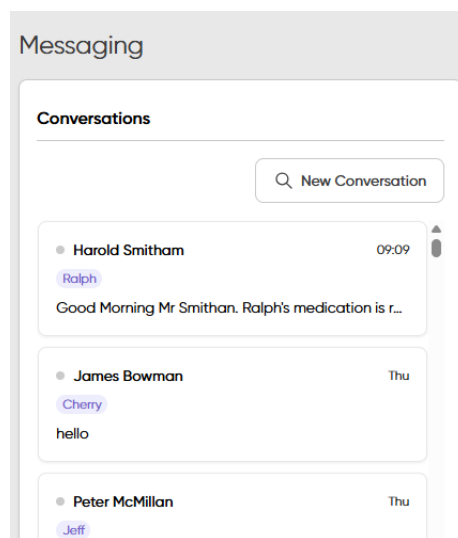 Messaging
Conversations
New Conversation
Harold Smitham 09:09
Ralph
Good Morning Mr Smithan. Ralph's medication is r...
James Bowman Thu
Cherry
hello
Peter McMillan Thu
Jeff